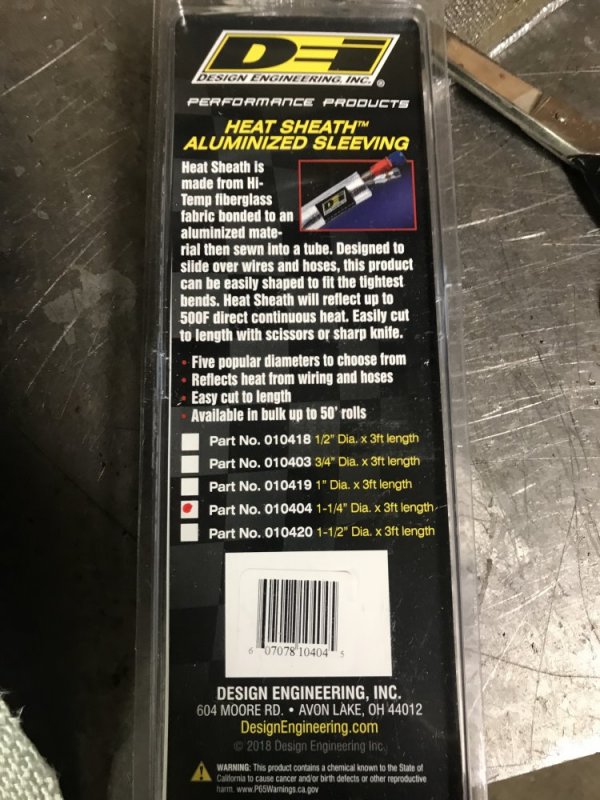 DEi
DESIGN ENGINEERING, INC.®
PERFORMANCE PRODUCTS
HEAT SHEATH™
ALUMINIZED SLEEVING
Heat Sheath is
made from Hi-
Temp fiberglass
fabric bonded to an
aluminized mate-
rial then sewn into a tube. Designed to
slide over wires and hoses, this product
can be easily shaped to fit the tightest
bends. Heat Sheath will reflect up to
500F direct continuous heat. Easily cut
to length with scissors or sharp knife.
• Five popular diameters to choose from
• Reflects heat from wiring and hoses
• Easy cut to length
• Available in bulk up to 50' rolls
Part No. 010418 1/2" Dia. x 3ft length
Part No. 010403 3/4" Dia. x 3ft length
Part No. 010419 1" Dia. x 3ft length
Part No. 010404 1-1/4" Dia. x 3ft length
Part No. 010420 1-1/2" Dia. x 3ft length
6 07078 10404 5
DESIGN ENGINEERING, INC.
604 MOORE RD. • AVON LAKE, OH 44012
DesignEngineering.com
© 2018 Design Engineering Inc.
WARNING: This product contains a chemical known to the State of
California to cause cancer and/or birth defects or other reproductive
harm. www.P65Warnings.ca.gov